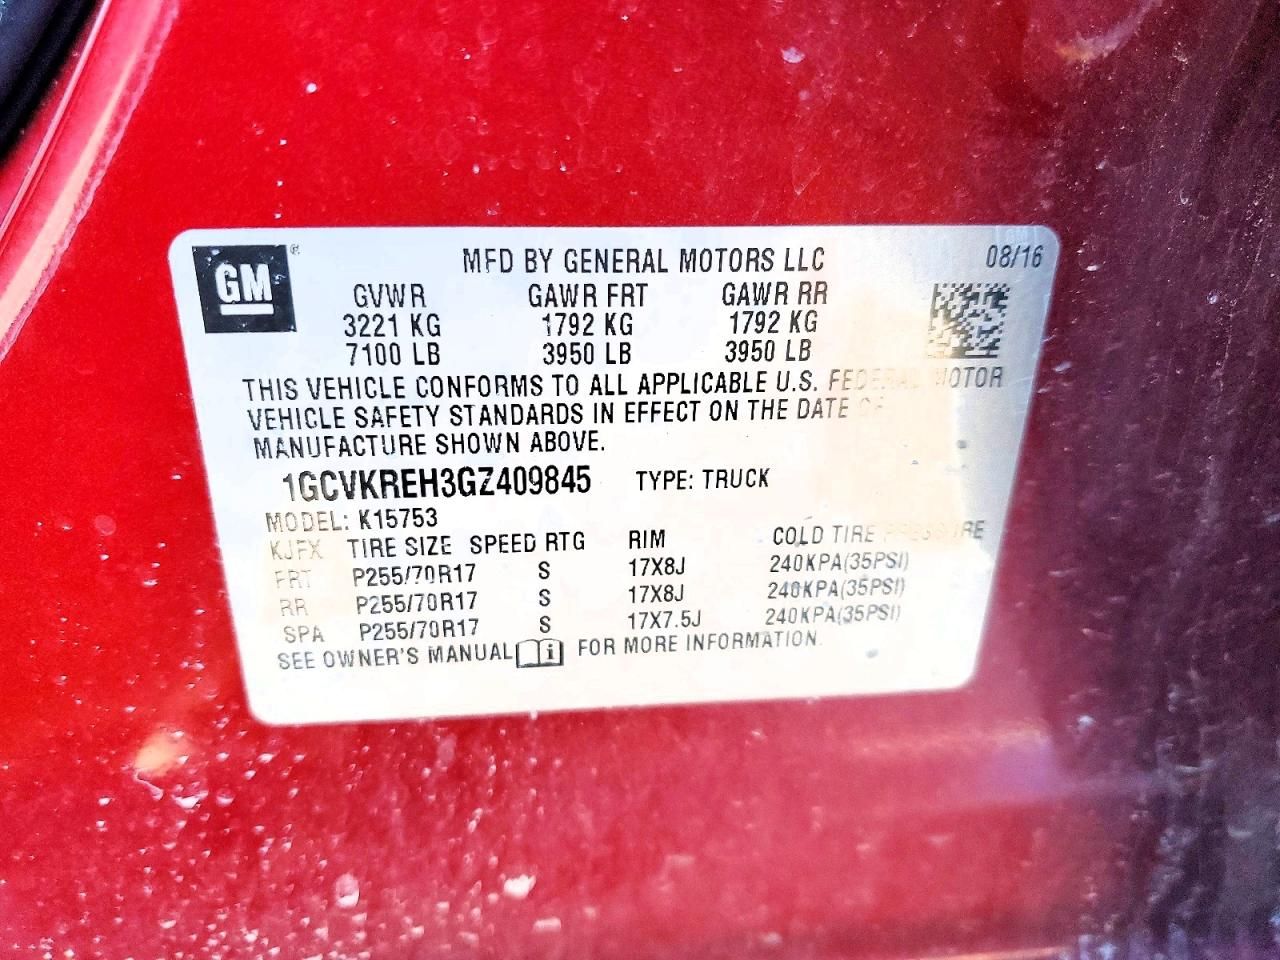 GM ®
MFD BY GENERAL MOTORS LLC 08/16
GVWR GAWR FRT GAWR RR
3221 KG 1792 KG 1792 KG
7100 LB 3950 LB 3950 LB
THIS VEHICLE CONFORMS TO ALL APPLICABLE U.S. FEDERAL MOTOR
VEHICLE SAFETY STANDARDS IN EFFECT ON THE DATE OF
MANUFACTURE SHOWN ABOVE.
1GCVKREH3GZ409845 TYPE: TRUCK
MODEL: K15753
KJFX TIRE SIZE SPEED RTG RIM COLD TIRE PRESSURE
FRT P255/70R17 S 17X8J 240KPA(35PSI)
RR P255/70R17 S 17X8J 240KPA(35PSI)
SPA P255/70R17 S 17X7.5J 240KPA(35PSI)
SEE OWNER'S MANUAL i FOR MORE INFORMATION.